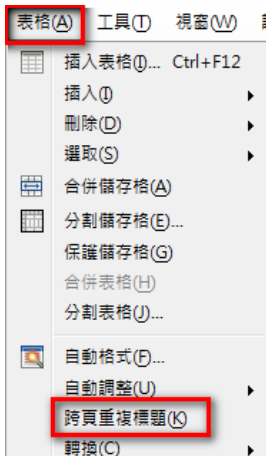 表格(A) 工具(T) 視窗(W)
插入表格(I)... Ctrl+F12
插入(I)
刪除(D)
選取(S)
合併儲存格(A)
分割儲存格(E)...
保護儲存格(G)
合併表格(H)
分割表格(J)...
自動格式(F)...
自動調整(U)
跨頁重複標題(K)
轉換(C)